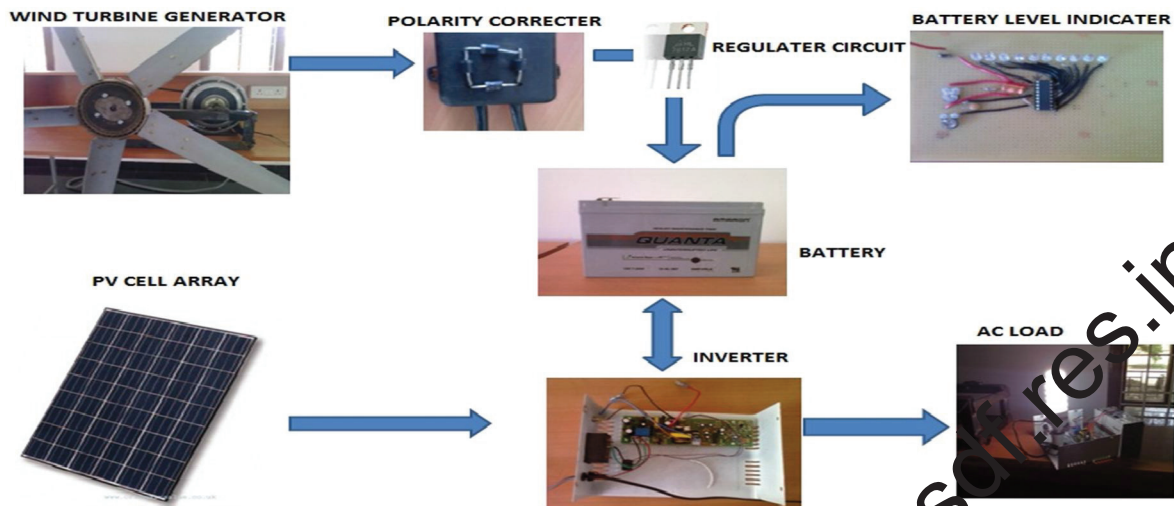 WIND TURBINE GENERATOR
POLARITY CORRECTER
REGULATER CIRCUIT
BATTERY LEVEL INDICATER
QUANTA
BATTERY
PV CELL ARRAY
INVERTER
AC LOAD